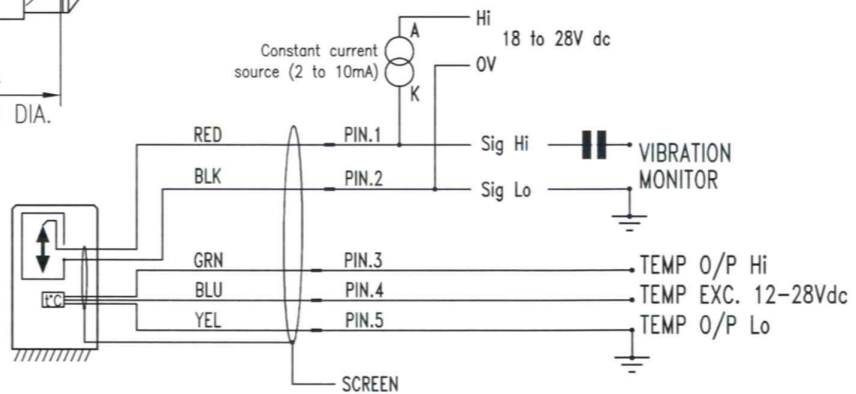 Hi
A
18 to 28V dc
Constant current
source (2 to 10mA)
0V
K
DIA.
RED
PIN.1
Sig Hi
VIBRATION
MONITOR
BLK
PIN.2
Sig Lo
GRN
PIN.3
TEMP O/P Hi
t°C
BLU
PIN.4
TEMP EXC. 12-28Vdc
YEL
PIN.5
TEMP O/P Lo
SCREEN